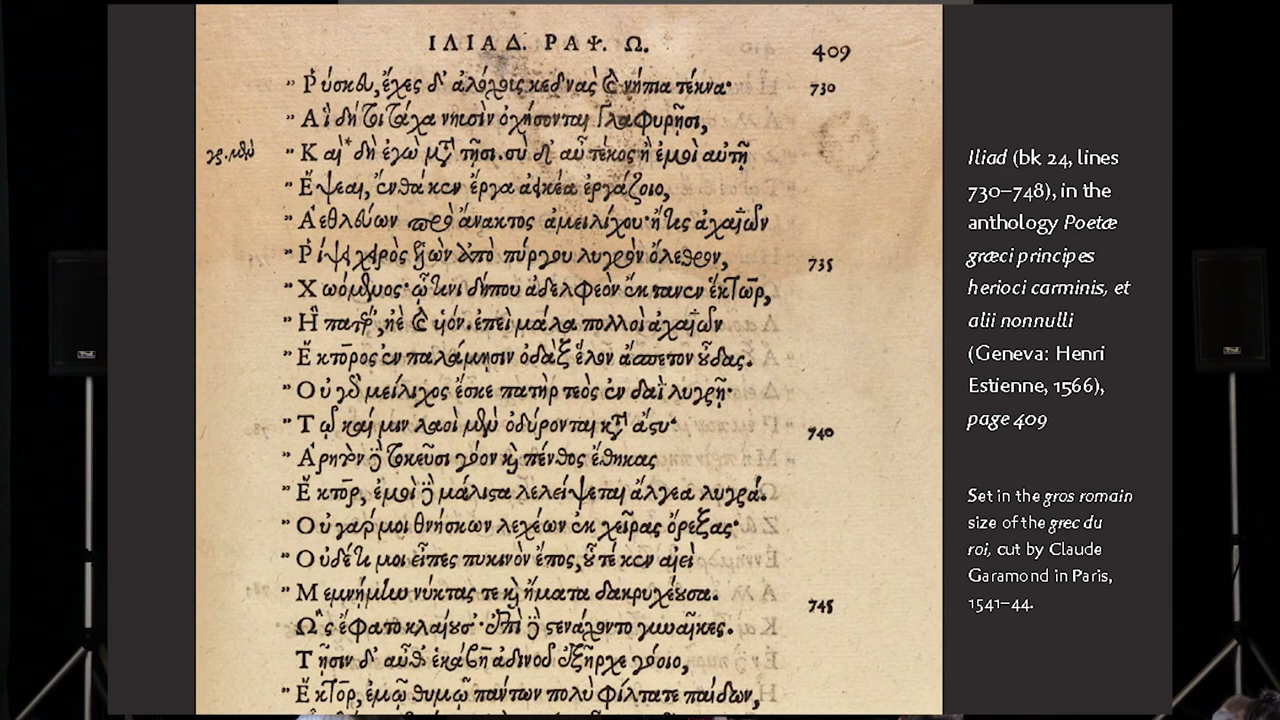 ΙΛΙΑΔ. ΡΑΨ. Ω. 409
" Ῥύσκευ, ἔχες δ' ἀλόχους κεδνὰς καὶ νήπια τέκνα· 730
" Αἳ δή τοι τάχα νηυσὶν ὀχήσονται γλαφυρῇσι,
" Καὶ* δὴ ἐγὼ μετὰ τῇσι. σὺ δ' αὖ τέκος ἢ ἐμοὶ αὐτῇ
" Ἕψεαι, ἔνθά κεν ἔργα ἀεικέα ἐργάζοιο,
" Ἀεθλεύων πρὸ ἄνακτος ἀμειλίχου· ἤ τις ἀχαιῶν
" Ῥίψει χειρὸς ἑλὼν ἀπὸ πύργου λυγρὸν ὄλεθρον, 735
" Χωόμενος· ᾧ τινι δήπου ἀδελφεὸν ἔκτανεν ἕκτωρ,
" Ἢ πατέρ', ἠὲ καὶ υἱόν. ἐπεὶ μάλα πολλοὶ ἀχαιῶν
" Ἕκτορος ἐν παλάμῃσιν ὀδὰξ ἕλον ἄσπετον οὖδας.
" Οὐ γὰρ μείλιχος ἔσκε πατὴρ τεὸς ἐν δαῒ λυγρῇ·
" Τῷ καί μιν λαοὶ μὲν ὀδύρονται κατὰ ἄστυ· 740
" Ἄρητον δὲ τοκεῦσι γόον καὶ πένθος ἔθηκας
" Ἕκτορ, ἐμοὶ δὲ μάλιστα λελείψεται ἄλγεα λυγρά.
" Οὐ γάρ μοι θνήσκων λεχέων ἐκ χεῖρας ὄρεξας·
" Οὐδέ τι μοι εἶπες πυκινὸν ἔπος, οὗ τέ κεν αἰεὶ
" Μεμνήμην νύκτας τε καὶ ἤματα δακρυχέουσα. 745
Ὣς ἔφατο κλαίουσ'· ἐπὶ δὲ στενάχοντο γυναῖκες.
Τῇσιν δ' αὖθ' ἑκάβη ἀδινοῦ ἐξῆρχε γόοιο,
" Ἕκτορ, ἐμῷ θυμῷ πάντων πολὺ φίλτατε παίδων,
Iliad (bk 24, lines
730–748), in the
anthology Poetæ
græci principes
herioci carminis, et
alii nonnulli
(Geneva: Henri
Estienne, 1566),
page 409
Set in the gros romain
size of the grec du
roi, cut by Claude
Garamond in Paris,
1541–44.